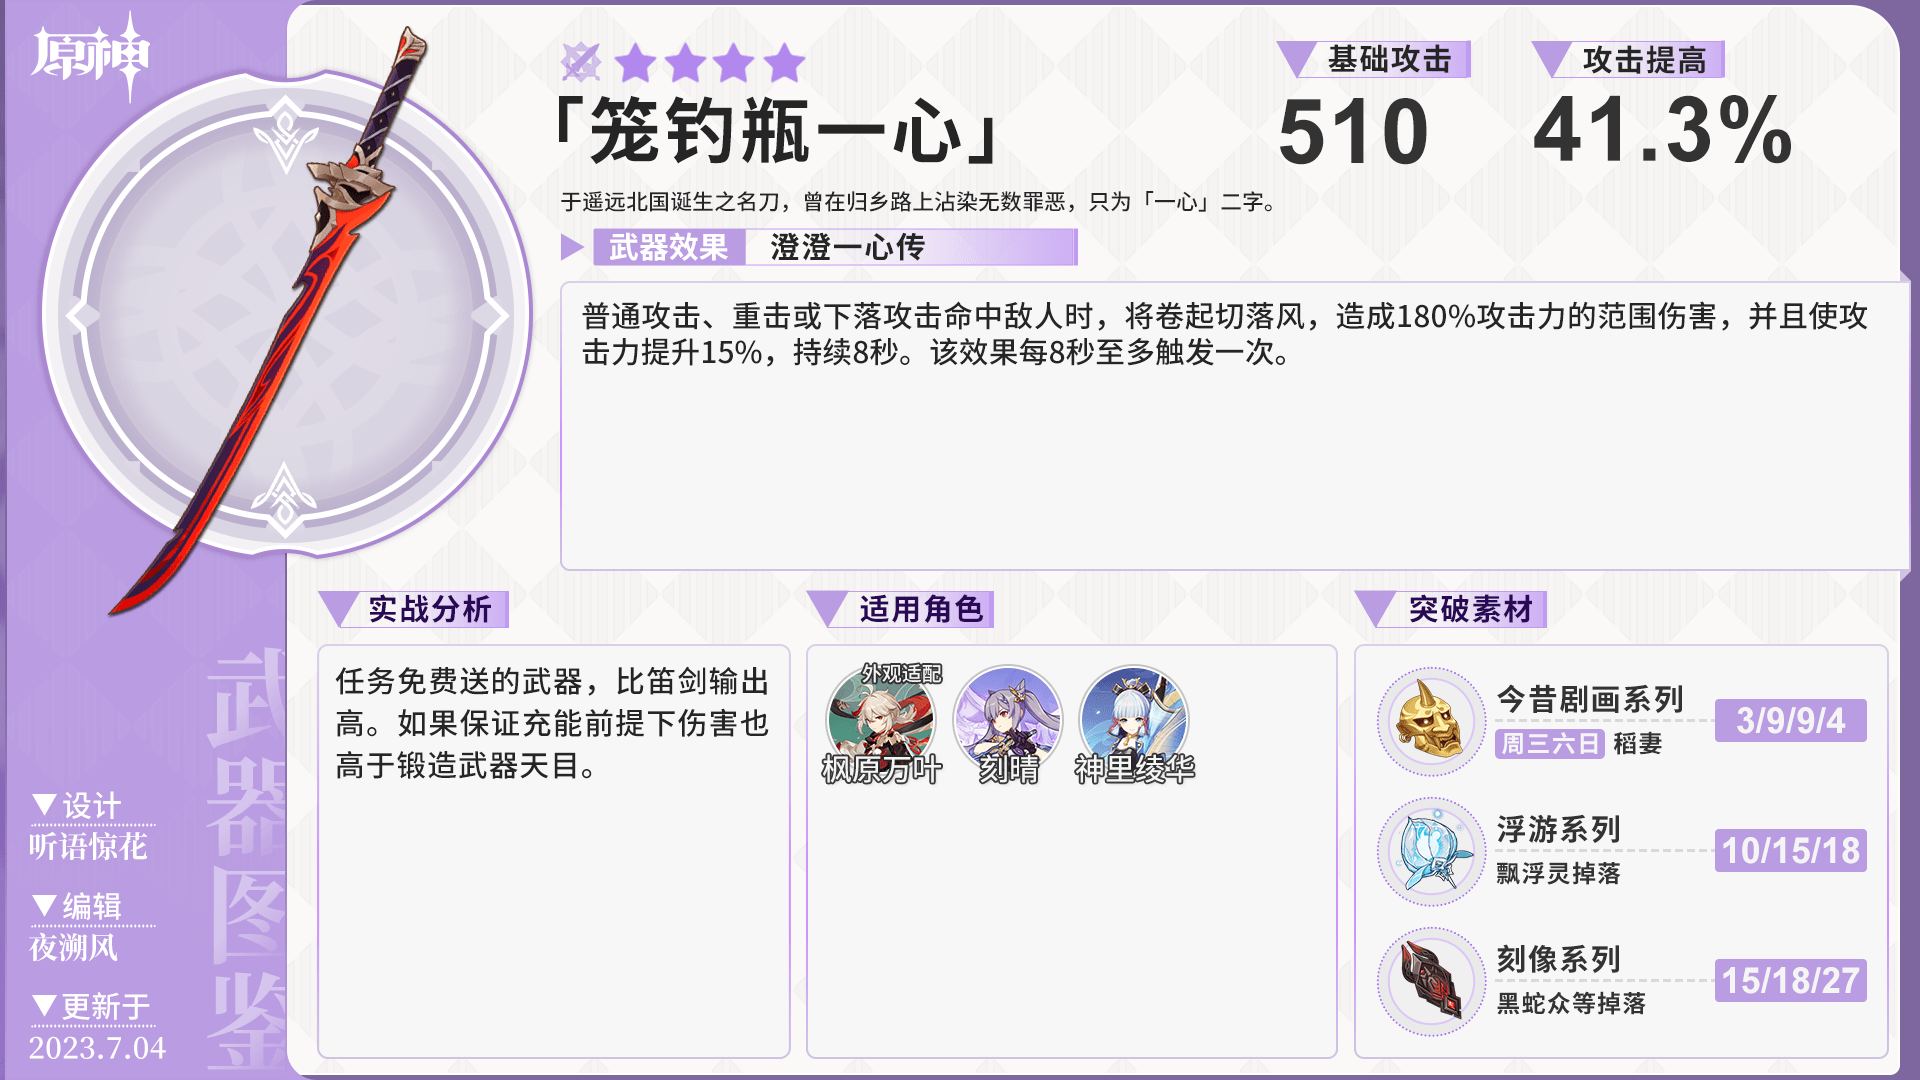 原神
「笼钓瓶一心」
基础攻击
510
攻击提高
41.3%
于遥远北国诞生之名刀，曾在归乡路上沾染无数罪恶，只为「一心」二字。
武器效果 澄澄一心传
普通攻击、重击或下落攻击命中敌人时，将卷起切落风，造成180%攻击力的范围伤害，并且使攻
击力提升15%，持续8秒。该效果每8秒至多触发一次。
实战分析
任务免费送的武器，比笛剑输出
高。如果保证充能前提下伤害也
高于锻造武器天目。
适用角色
外观适配
枫原万叶
刻晴
神里绫华
突破素材
今昔剧画系列
周三六日 稻妻
3/9/9/4
浮游系列
飘浮灵掉落
10/15/18
刻像系列
黑蛇众等掉落
15/18/27
武器图鉴
▼设计
听语惊花
▼编辑
夜溯风
▼更新于
2023.7.04